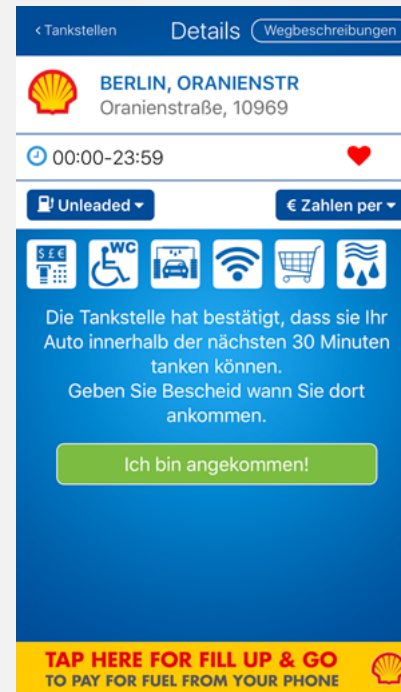 < Tankstellen Details Wegbeschreibungen
BERLIN, ORANIENSTR
Oranienstraße, 10969
00:00-23:59
Unleaded € Zahlen per
$ £ € WC
Die Tankstelle hat bestätigt, dass sie Ihr
Auto innerhalb der nächsten 30 Minuten
tanken können.
Geben Sie Bescheid wann Sie dort
ankommen.
Ich bin angekommen!
TAP HERE FOR FILL UP & GO
TO PAY FOR FUEL FROM YOUR PHONE